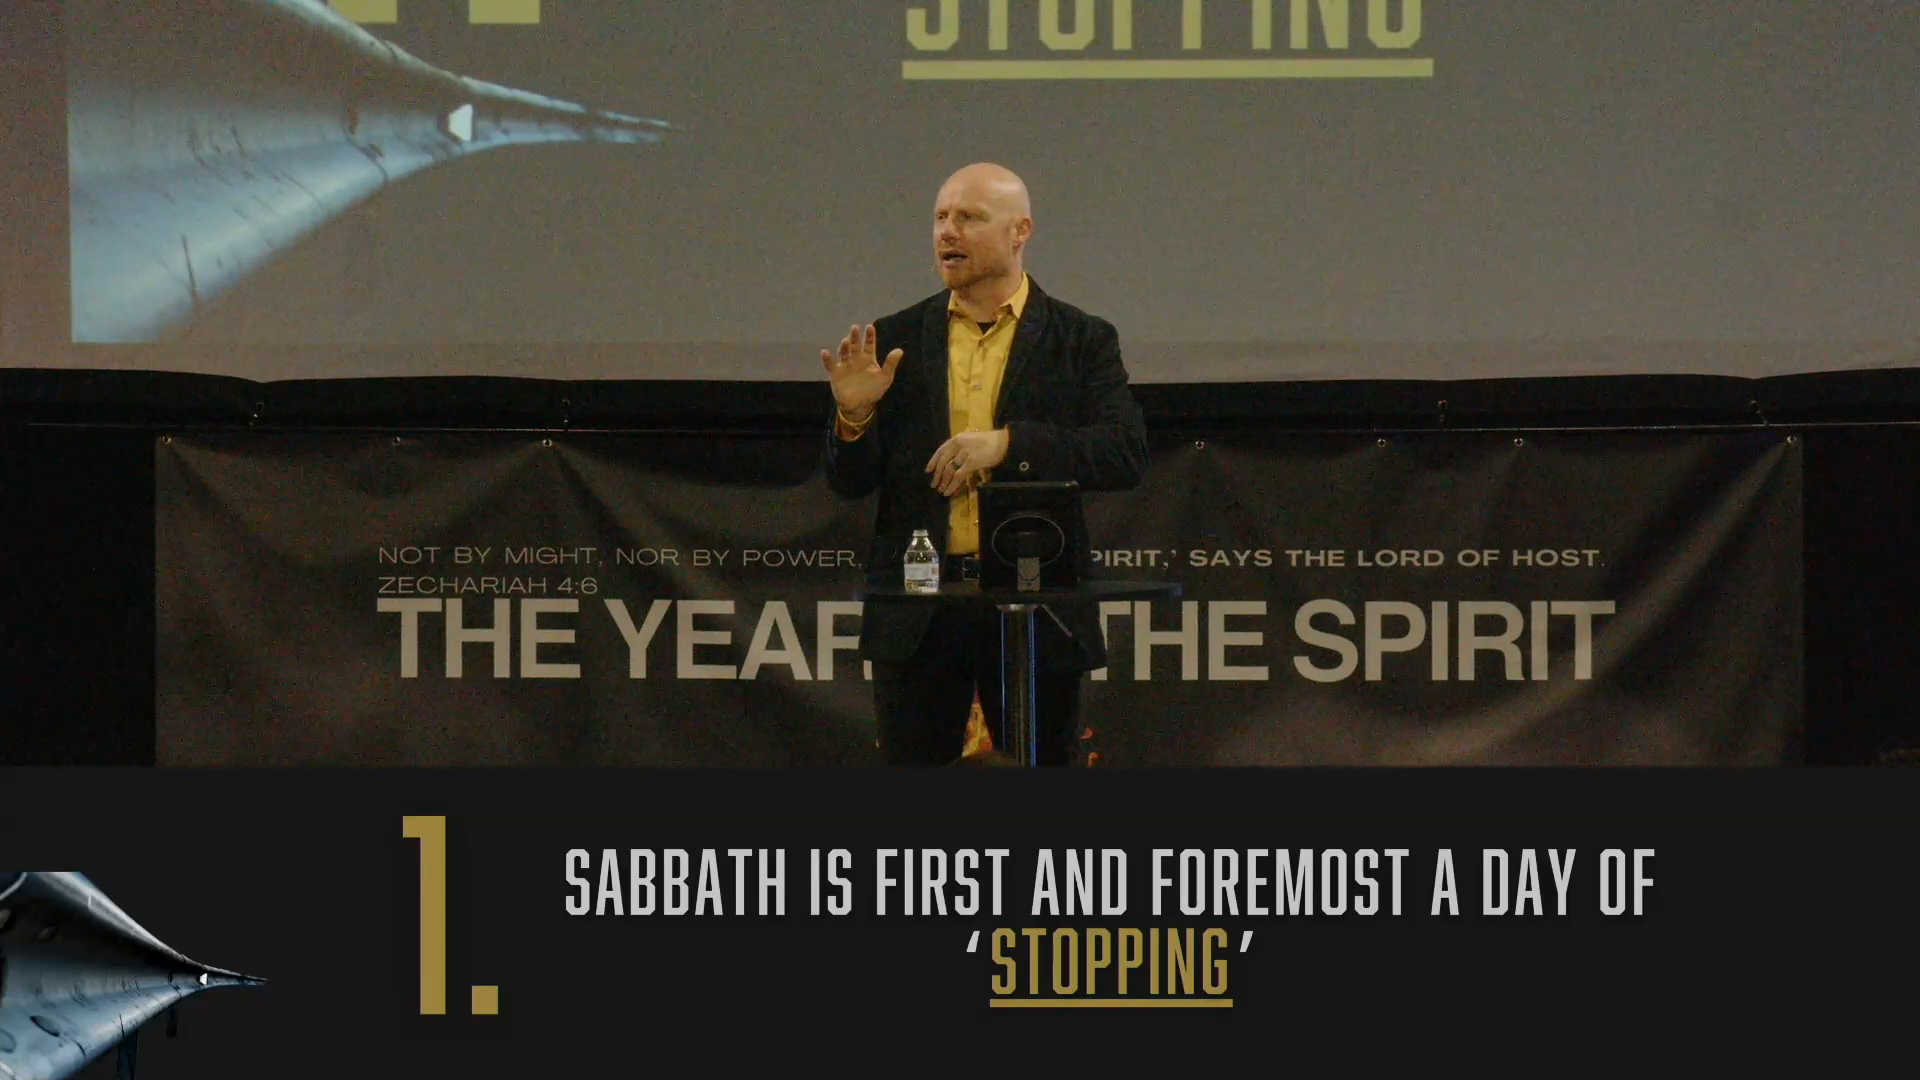 STOPPING
NOT BY MIGHT, NOR BY POWER, PIRIT,' SAYS THE LORD OF HOST.
ZECHARIAH 4:6
THE YEAR THE SPIRIT
1. SABBATH IS FIRST AND FOREMOST A DAY OF
‘STOPPING’